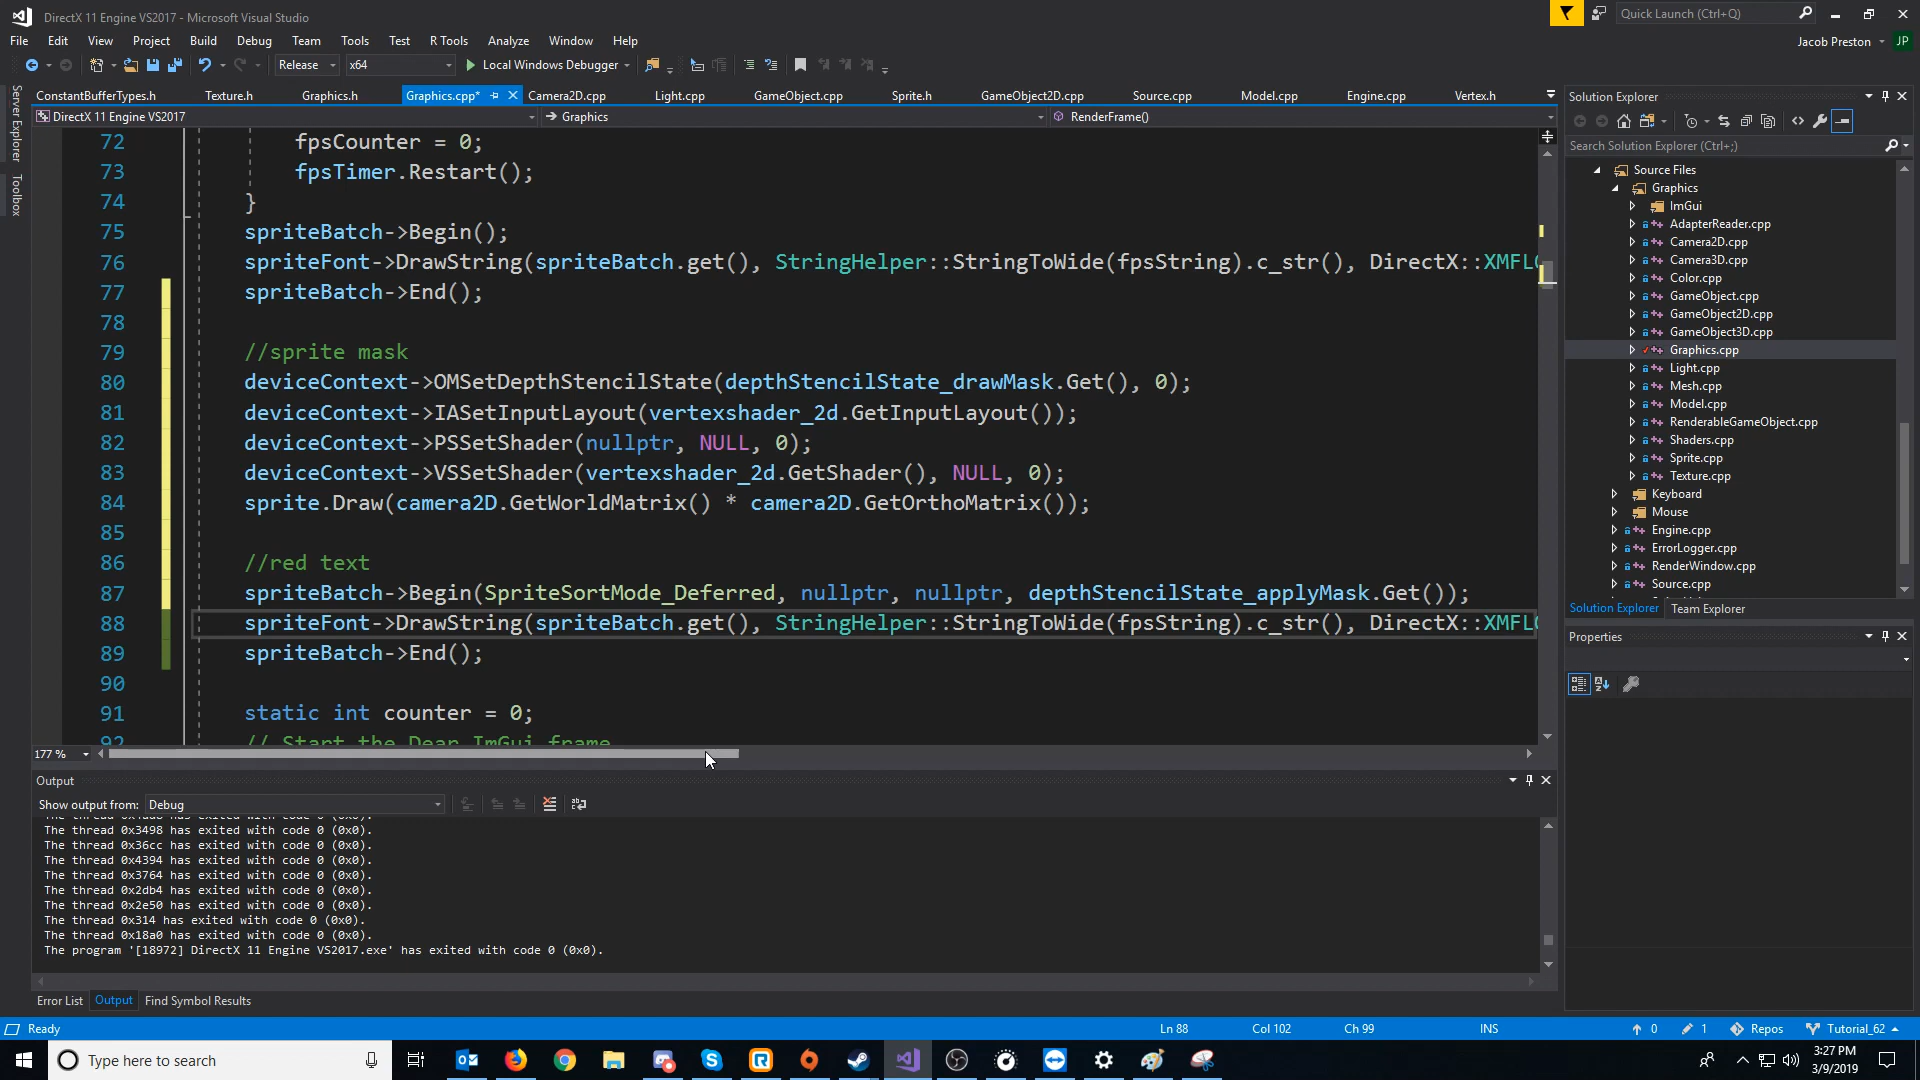 DirectX 11 Engine VS2017 - Microsoft Visual Studio
Quick Launch (Ctrl+Q)
File Edit View Project Build Debug Team Tools Test R Tools Analyze Window Help
Jacob Preston JP
Release x64 Local Windows Debugger
Server Explorer
Toolbox
ConstantBufferTypes.h Texture.h Graphics.h Graphics.cpp* Camera2D.cpp Light.cpp GameObject.cpp Sprite.h GameObject2D.cpp Source.cpp Model.cpp Engine.cpp Vertex.h
DirectX 11 Engine VS2017 Graphics RenderFrame()
72 fpsCounter = 0;
73 fpsTimer.Restart();
74 }
75 spriteBatch->Begin();
76 spriteFont->DrawString(spriteBatch.get(), StringHelper::StringToWide(fpsString).c_str(), DirectX::XMFL
77 spriteBatch->End();
78
79 //sprite mask
80 deviceContext->OMSetDepthStencilState(depthStencilState_drawMask.Get(), 0);
81 deviceContext->IASetInputLayout(vertexshader_2d.GetInputLayout());
82 deviceContext->PSSetShader(nullptr, NULL, 0);
83 deviceContext->VSSetShader(vertexshader_2d.GetShader(), NULL, 0);
84 sprite.Draw(camera2D.GetWorldMatrix() * camera2D.GetOrthoMatrix());
85
86 //red text
87 spriteBatch->Begin(SpriteSortMode_Deferred, nullptr, nullptr, depthStencilState_applyMask.Get());
88 spriteFont->DrawString(spriteBatch.get(), StringHelper::StringToWide(fpsString).c_str(), DirectX::XMFL
89 spriteBatch->End();
90
91 static int counter = 0;
92 // Start the Dear ImGui frame
177 %
Output
Show output from: Debug
The thread 0x3498 has exited with code 0 (0x0).
The thread 0x36cc has exited with code 0 (0x0).
The thread 0x4394 has exited with code 0 (0x0).
The thread 0x3764 has exited with code 0 (0x0).
The thread 0x2db4 has exited with code 0 (0x0).
The thread 0x2e50 has exited with code 0 (0x0).
The thread 0x314 has exited with code 0 (0x0).
The thread 0x18a0 has exited with code 0 (0x0).
The program '[18972] DirectX 11 Engine VS2017.exe' has exited with code 0 (0x0).
Error List Output Find Symbol Results
Solution Explorer
Search Solution Explorer (Ctrl+;)
Source Files
Graphics
ImGui
AdapterReader.cpp
Camera2D.cpp
Camera3D.cpp
Color.cpp
GameObject.cpp
GameObject2D.cpp
GameObject3D.cpp
Graphics.cpp
Light.cpp
Mesh.cpp
Model.cpp
RenderableGameObject.cpp
Shaders.cpp
Sprite.cpp
Texture.cpp
Keyboard
Mouse
Engine.cpp
ErrorLogger.cpp
RenderWindow.cpp
Source.cpp
Solution Explorer Team Explorer
Properties
Ready Ln 88 Col 102 Ch 99 INS 0 1 Repos Tutorial_62
Type here to search
3:27 PM
3/9/2019